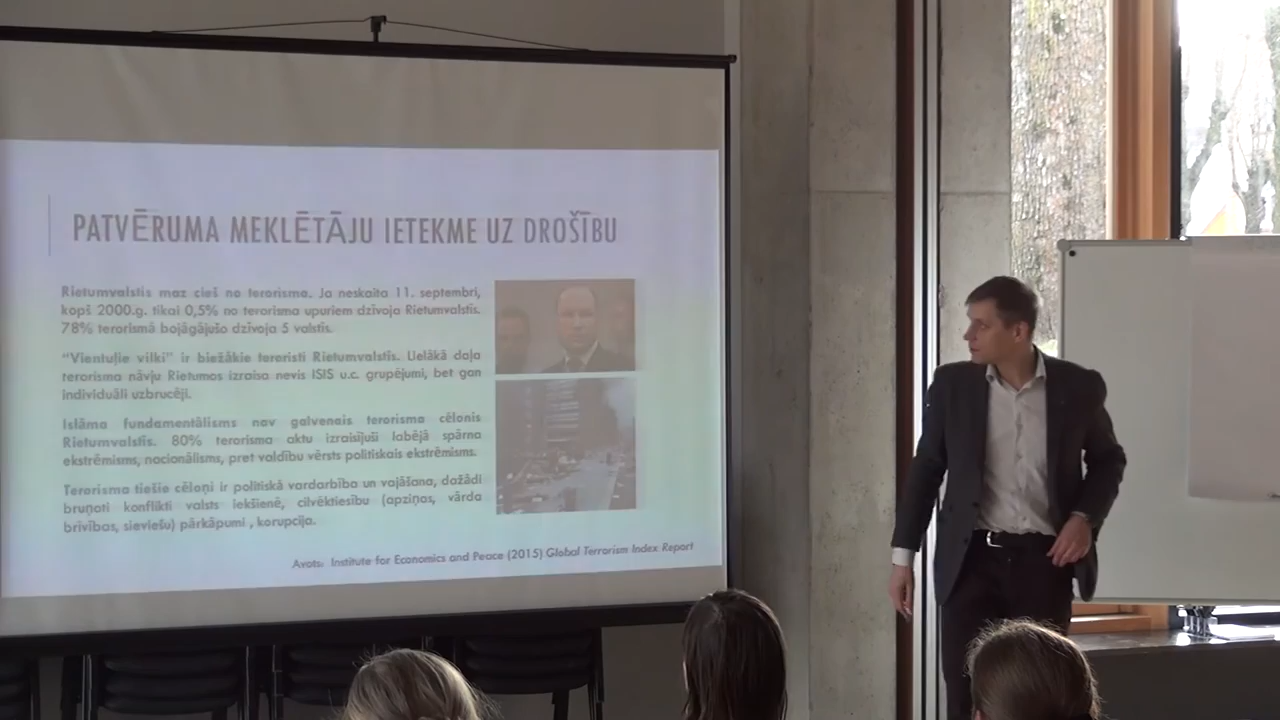 PATVĒRUMA MEKLĒTĀJU IETEKME UZ DROŠĪBU
Rietumvalstis maz cieš no terorisma. Ja neskaita 11. septembri,
kopš 2000.g. tikai 0,5% no terorisma upuriem dzīvoja Rietumvalstīs.
78% terorismā bojāgājušo dzīvoja 5 valstīs.
“Vientuļie vilki” ir biežākie teroristi Rietumvalstīs. Lielākā daļa
terorisma nāvju Rietumos izraisa nevis ISIS u.c. grupējumi, bet gan
individuāli uzbrucēji.
Islāma fundamentālisms nav galvenais terorisma cēlonis
Rietumvalstīs. 80% terorisma aktu izraisījuši labējā spārna
ekstrēmisms, nacionālisms, pret valdību vērsts politiskais ekstrēmisms.
Terorisma tiešie cēloņi ir politiskā vardarbība un vajāšana, dažādi
bruņoti konflikti valsts iekšienē, cilvēktiesību (apziņas, vārda
brīvības, sieviešu) pārkāpumi , korupcija.
Avots: Institute for Economics and Peace (2015) Global Terrorism Index Report